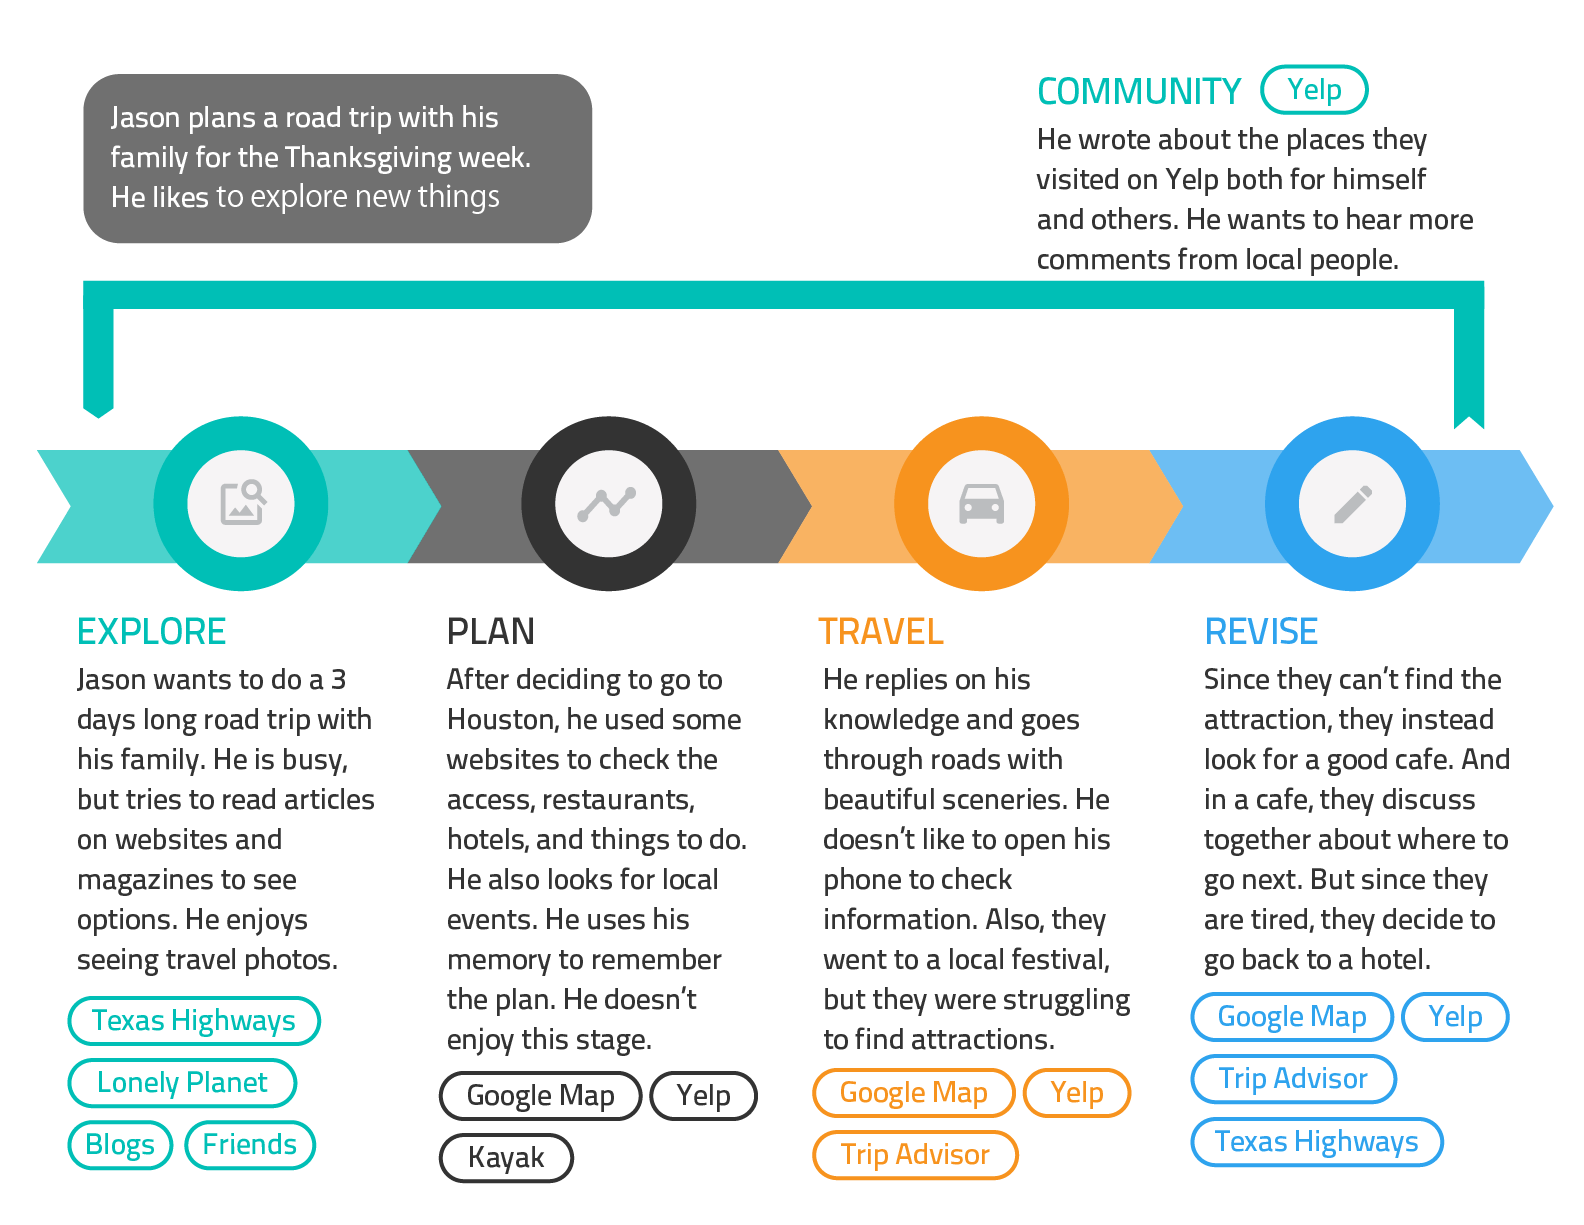 Jason plans a road trip with his
family for the Thanksgiving week.
He likes to explore new things
COMMUNITY Yelp
He wrote about the places they
visited on Yelp both for himself
and others. He wants to hear more
comments from local people.
EXPLORE
Jason wants to do a 3
days long road trip with
his family. He is busy,
but tries to read articles
on websites and
magazines to see
options. He enjoys
seeing travel photos.
Texas Highways
Lonely Planet
Blogs Friends
PLAN
After deciding to go to
Houston, he used some
websites to check the
access, restaurants,
hotels, and things to do.
He also looks for local
events. He uses his
memory to remember
the plan. He doesn't
enjoy this stage.
Google Map Yelp
Kayak
TRAVEL
He replies on his
knowledge and goes
through roads with
beautiful sceneries. He
doesn't like to open his
phone to check
information. Also, they
went to a local festival,
but they were struggling
to find attractions.
Google Map Yelp
Trip Advisor
REVISE
Since they can't find the
attraction, they instead
look for a good cafe. And
in a cafe, they discuss
together about where to
go next. But since they
are tired, they decide to
go back to a hotel.
Google Map Yelp
Trip Advisor
Texas Highways